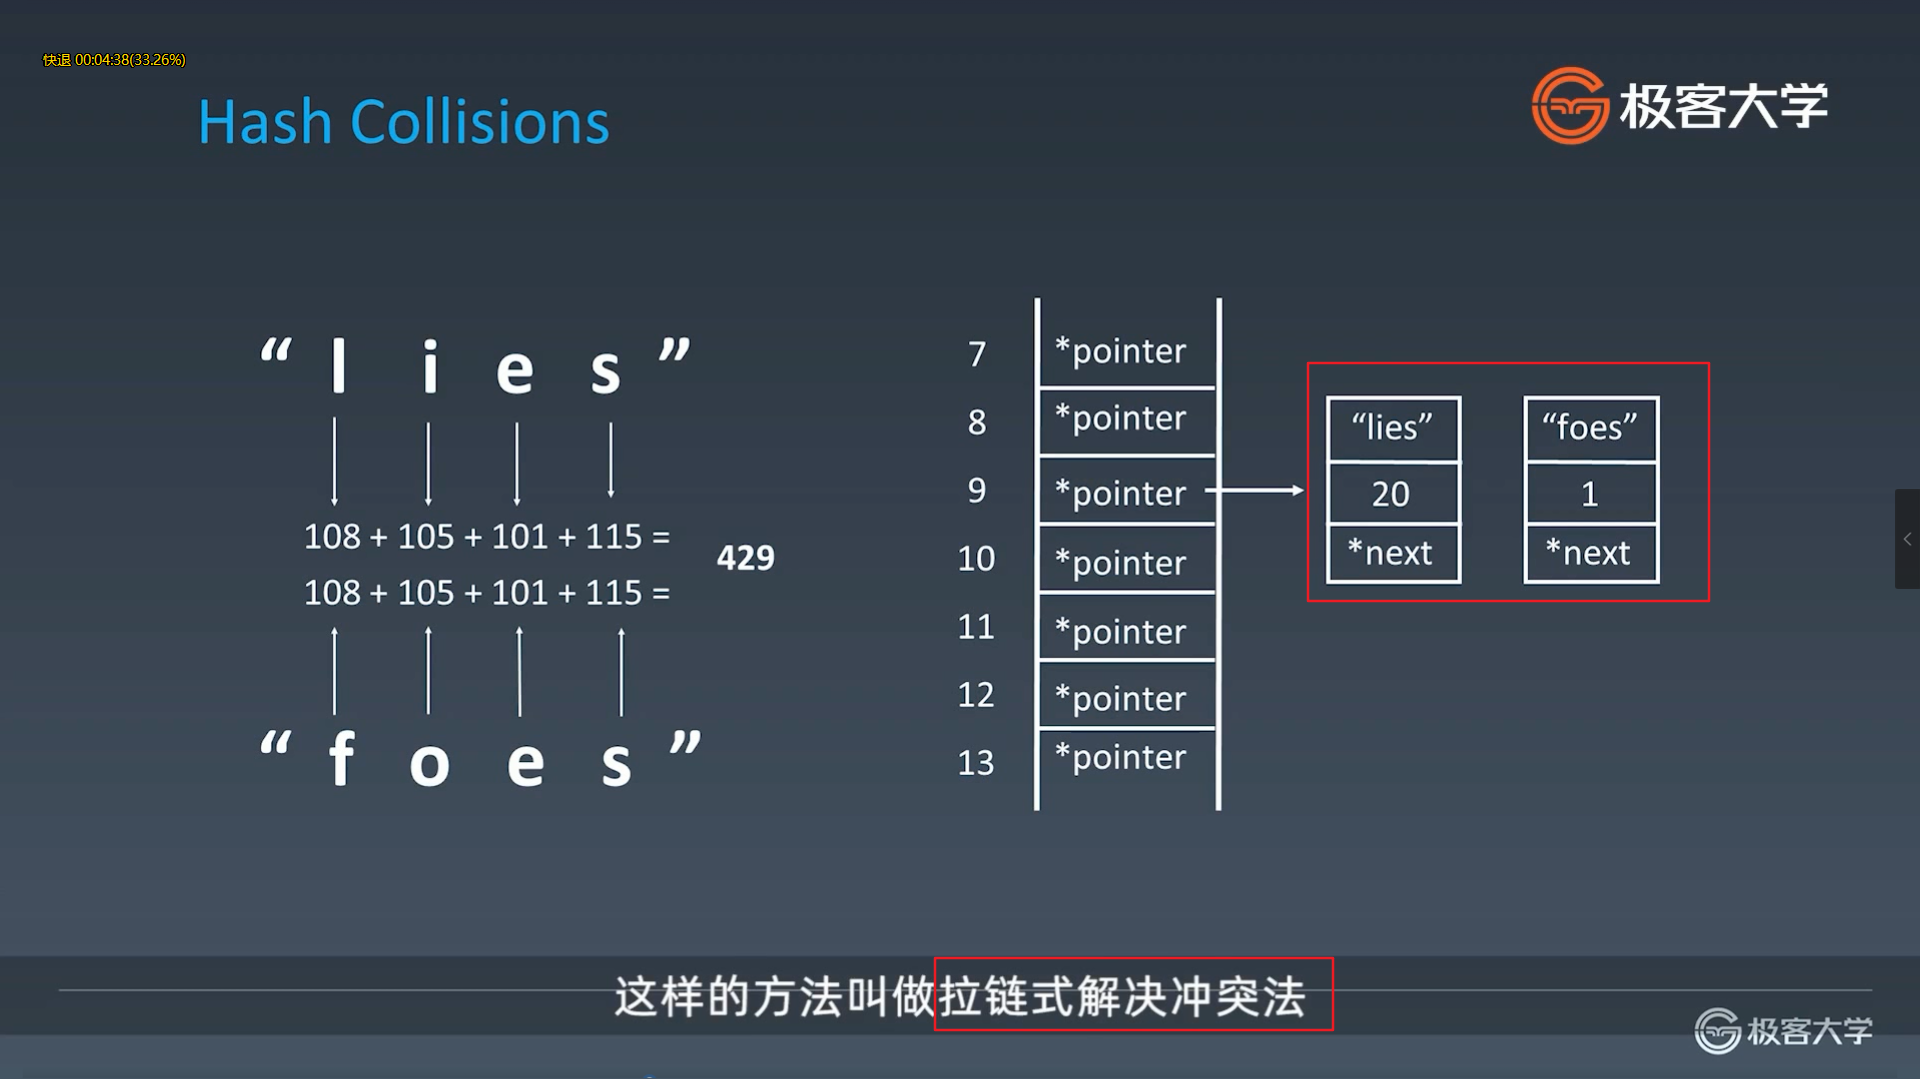 快退 00:04:38(33.26%)
Hash Collisions
极客大学
“ l i e s ”
108 + 105 + 101 + 115 =
429
108 + 105 + 101 + 115 =
“ f o e s ”
7 *pointer
8 *pointer
9 *pointer
10 *pointer
11 *pointer
12 *pointer
13 *pointer
“lies”
20
*next
“foes”
1
*next
这样的方法叫做拉链式解决冲突法
极客大学